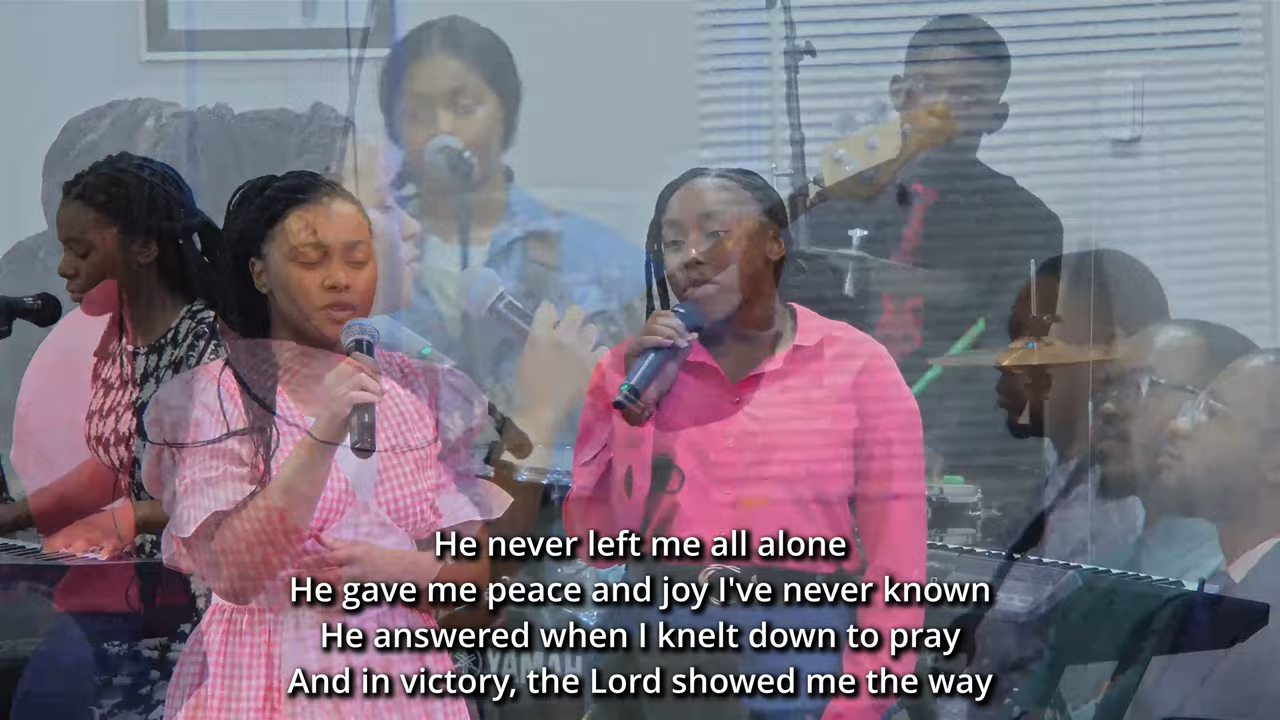 He never left me all alone
He gave me peace and joy I've never known
He answered when I knelt down to pray
YAMAHA
And in victory, the Lord showed me the way